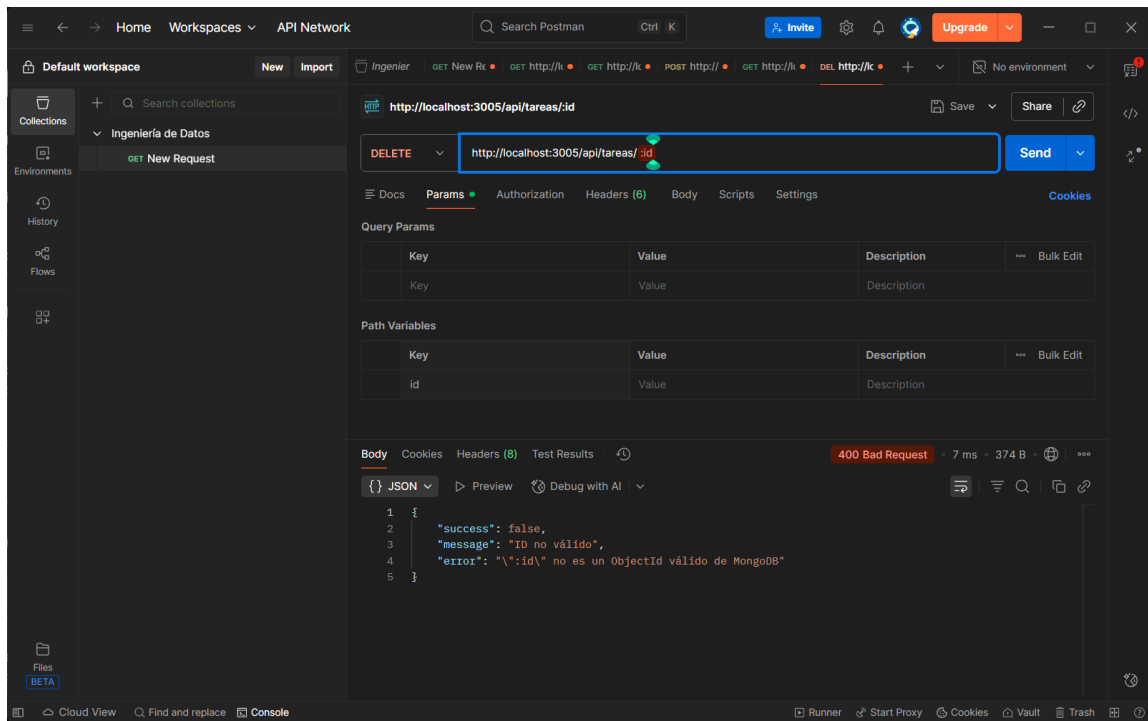 Home Workspaces API Network Search Postman Ctrl K Invite Upgrade
Default workspace New Import Ingenier GET New Re GET http://lc GET http://lc POST http:// GET http://lc DEL http://lc No environment
Collections
Search collections
Ingeniería de Datos
GET New Request
Environments
History
Flows
Files
BETA
HTTP http://localhost:3005/api/tareas/:id Save Share
DELETE http://localhost:3005/api/tareas/:id Send
Docs Params Authorization Headers (6) Body Scripts Settings Cookies
Query Params
Key Value Description Bulk Edit
Key Value Description
Path Variables
Key Value Description Bulk Edit
id Value Description
Body Cookies Headers (8) Test Results 400 Bad Request 7 ms 374 B
{} JSON Preview Debug with AI
1 {
2 "success": false,
3 "message": "ID no válido",
4 "error": "\":id\" no es un ObjectId válido de MongoDB"
5 }
Cloud View Find and replace Console Runner Start Proxy Cookies Vault Trash